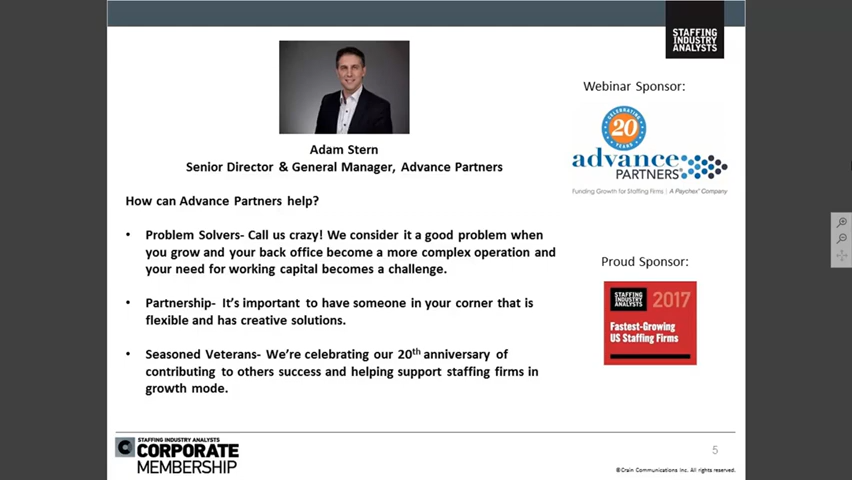 STAFFING
INDUSTRY
ANALYSTS
Adam Stern
Senior Director & General Manager, Advance Partners
How can Advance Partners help?
• Problem Solvers- Call us crazy! We consider it a good problem when
you grow and your back office become a more complex operation and
your need for working capital becomes a challenge.
• Partnership- It's important to have someone in your corner that is
flexible and has creative solutions.
• Seasoned Veterans- We're celebrating our 20th anniversary of
contributing to others success and helping support staffing firms in
growth mode.
Webinar Sponsor:
CELEBRATING
20
YEARS
advance
PARTNERS®
Funding Growth for Staffing Firms | A Paychex® Company
Proud Sponsor:
STAFFING
INDUSTRY
ANALYSTS
2017
Fastest-Growing
US Staffing Firms
C
STAFFING INDUSTRY ANALYSTS
CORPORATE
MEMBERSHIP
5
©Crain Communications Inc. All rights reserved.